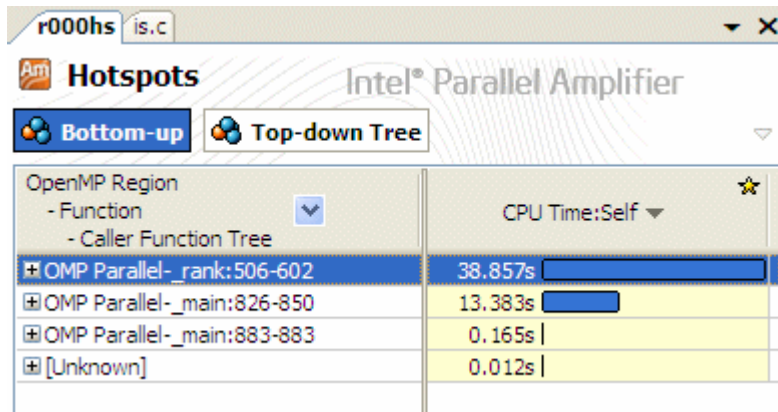 r000hs is.c
Am Hotspots Intel® Parallel Amplifier
Bottom-up Top-down Tree
OpenMP Region
- Function CPU Time:Self
- Caller Function Tree
OMP Parallel-_rank:506-602 38.857s
OMP Parallel-_main:826-850 13.383s
OMP Parallel-_main:883-883 0.165s
[Unknown] 0.012s